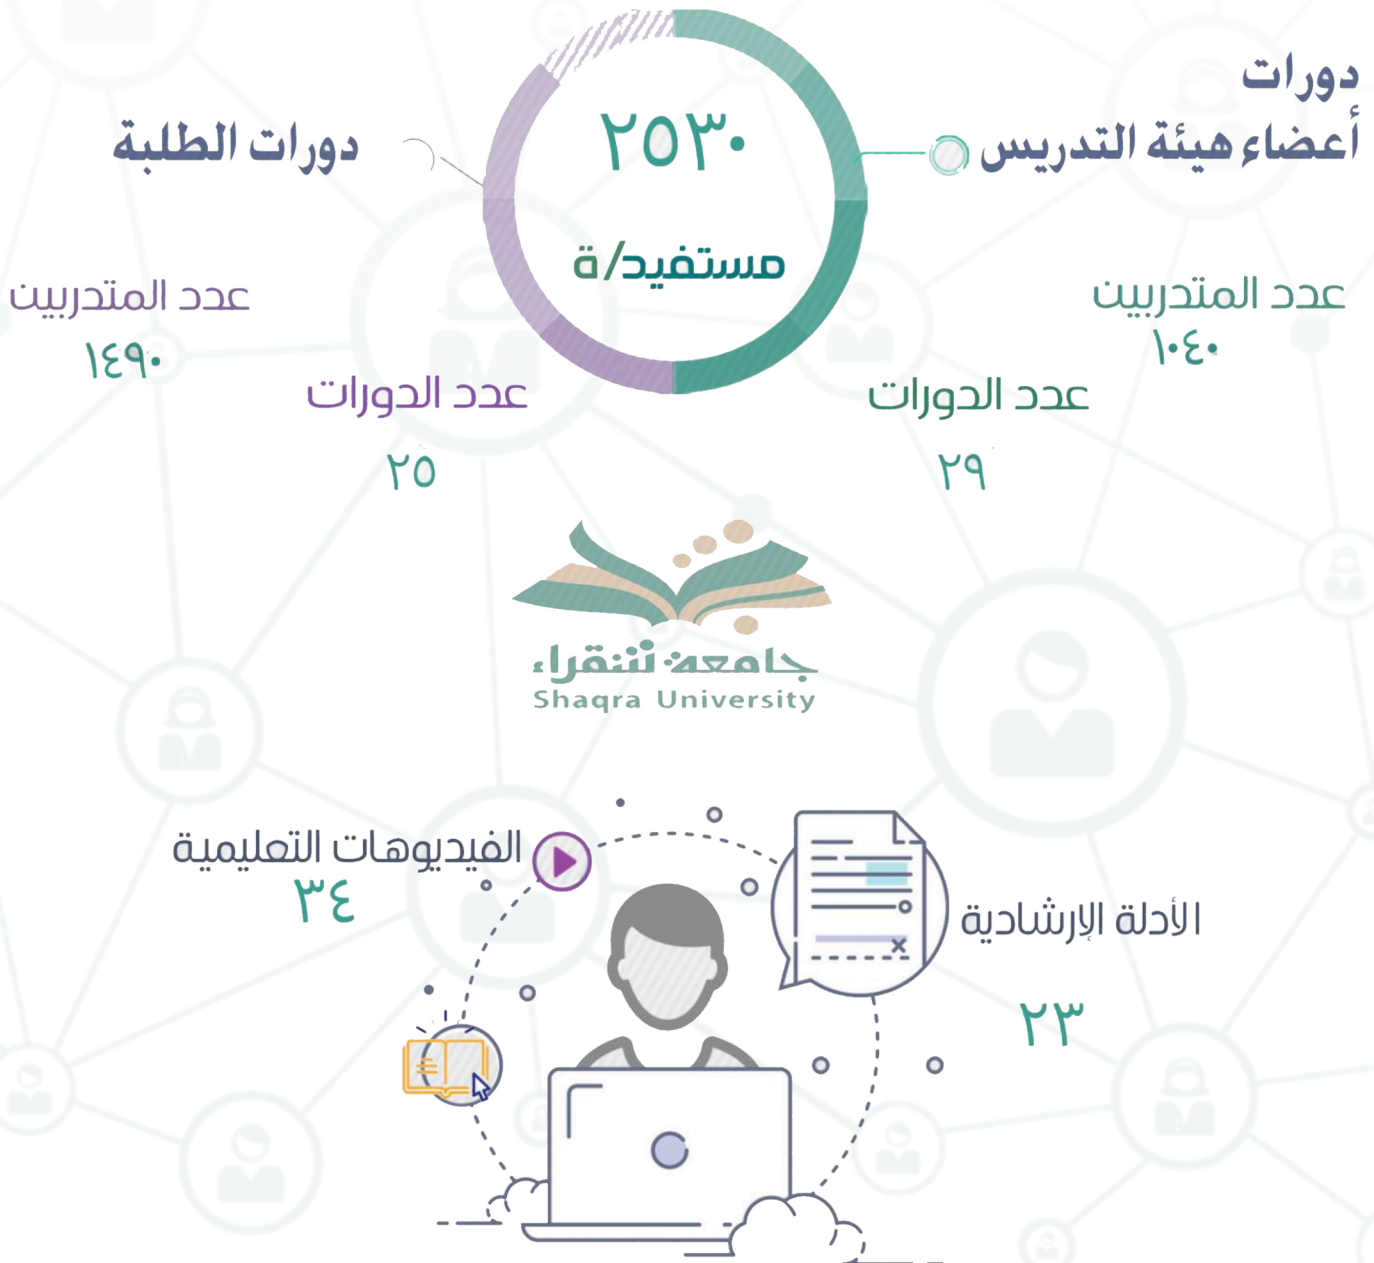 دورات
أعضاء هيئة التدريس
عدد المتدربين
١٠٤٠
عدد الدورات
٢٩
٢٥٣٠
مستفيد/ة
دورات الطلبة
عدد المتدربين
١٤٩٠
عدد الدورات
٢٥
جامعة شقراء
Shaqra University
الأدلة الإرشادية
٢٣
الفيديوهات التعليمية
٣٤